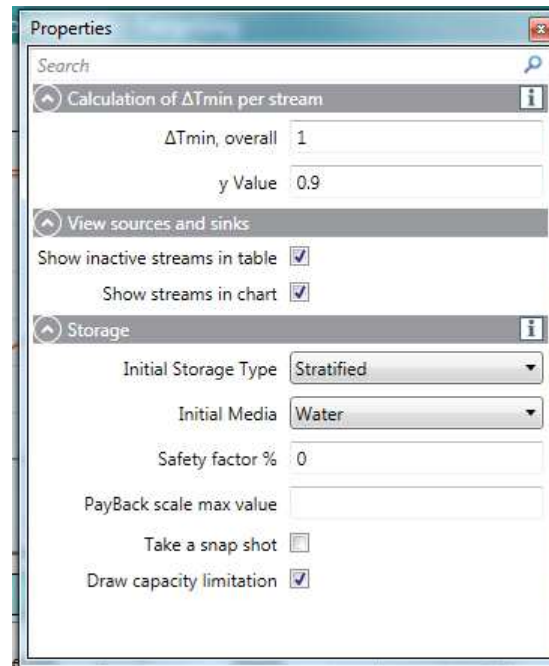 Properties
Search
Calculation of ΔTmin per stream
ΔTmin, overall 1
y Value 0.9
View sources and sinks
Show inactive streams in table
Show streams in chart
Storage
Initial Storage Type Stratified
Initial Media Water
Safety factor % 0
PayBack scale max value
Take a snap shot
Draw capacity limitation